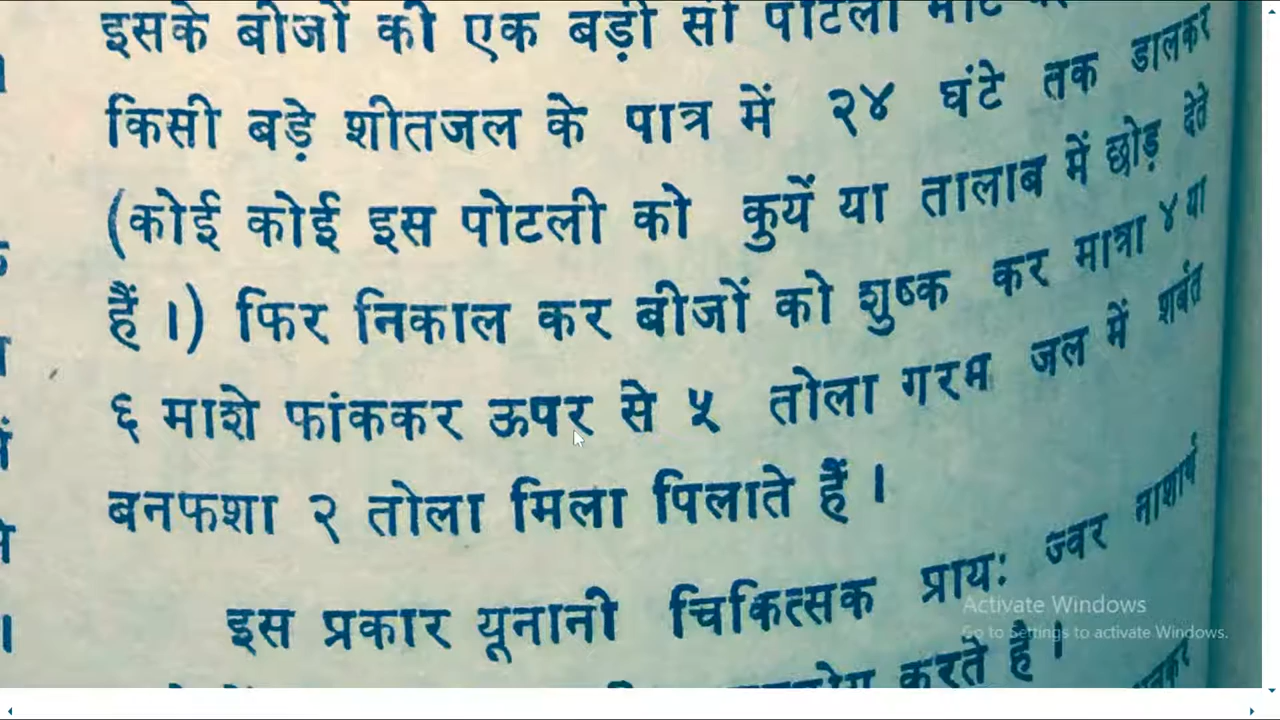 इसके बीजों की एक बड़ी सी पोटली
किसी बड़े शीतजल के पात्र में २४ घंटे तक डालकर
(कोई कोई इस पोटली को कुयें या तालाब में छोड़ देते
हैं ।) फिर निकाल कर बीजों को शुष्क कर मात्रा ४ या
६ माशे फांककर ऊपर से ५ तोला गरम जल में शर्बत
बनफशा २ तोला मिला पिलाते हैं ।
इस प्रकार यूनानी चिकित्सक प्रायः ज्वर नाशार्थ
Activate Windows
Go to Settings to activate Windows.
करते है ।